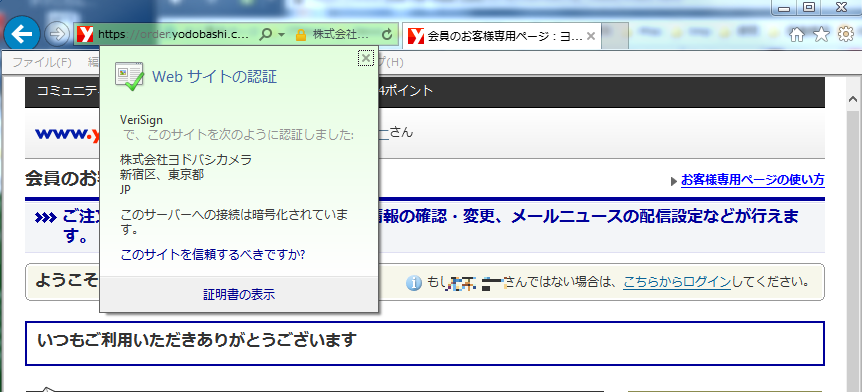 https://order.yodobashi.c...
株式会社...
会員のお客様専用ページ：ヨ...
ファイル(F)
コミュニテ
4ポイント
Web サイトの認証
VeriSign
で、このサイトを次のように認証しました:
株式会社ヨドバシカメラ
新宿区、東京都
JP
このサーバーへの接続は暗号化されています。
このサイトを信頼するべきですか?
証明書の表示
www.y
さん
会員のお
お客様専用ページの使い方
ご注
情報の確認・変更、メールニュースの配信設定などが行えます。
ようこそ
もし
さんではない場合は、こちらからログインしてください。
いつもご利用いただきありがとうございます